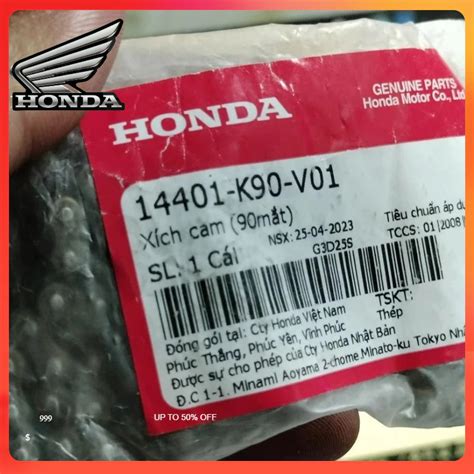 HONDA
GENUINE PARTS
Honda Motor Co., Ltd
HONDA
14401-K90-V01
Xích cam (90mắt)
NSX: 25-04-2023
Tiêu chuẩn áp
SL: 1 Cái
G3D25S
TCCS: 01|2008
TSKT:
Thép
Đóng gói tại: Cty Honda Việt Nam
Phúc Thắng, Phúc Yên, Vĩnh Phúc
Được sự cho phép của Cty Honda Nhật Bản
Đ.C 1-1. Minami Aoyama 2-chome.Minato-ku Tokyo
999
$
UP TO 50% OFF